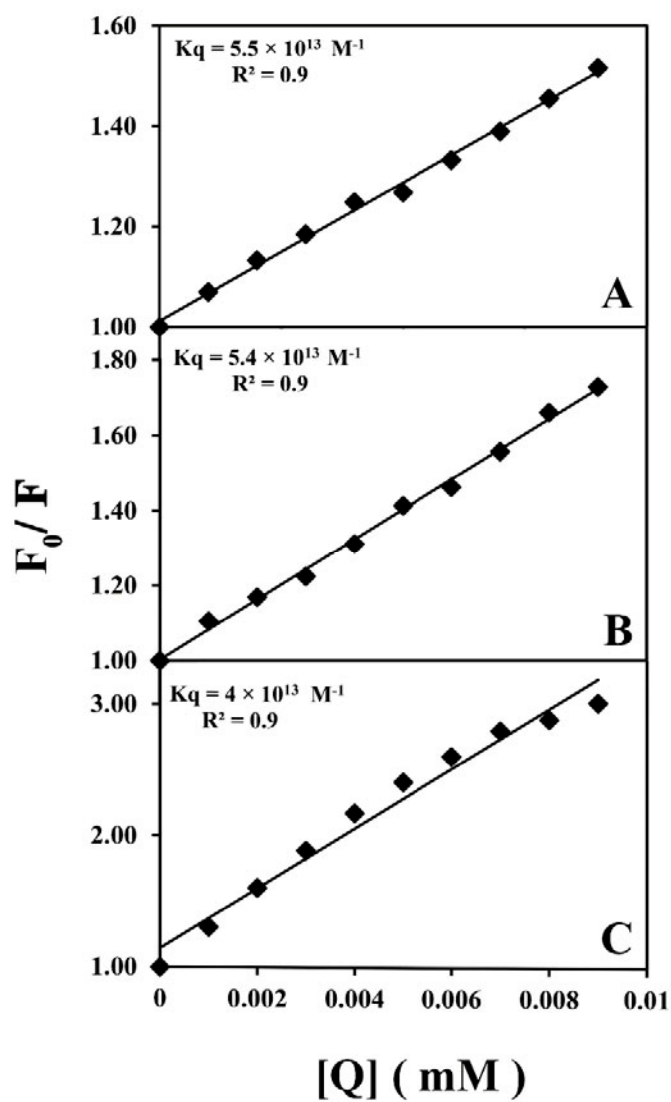 1.60
Kq = 5.5 × 10¹³ M⁻¹
R² = 0.9
1.40
1.20
A
1.00
Kq = 5.4 × 10¹³ M⁻¹
R² = 0.9
1.80
1.60
1.40
1.20
B
1.00
Kq = 4 × 10¹³ M⁻¹
R² = 0.9
3.00
2.00
C
1.00
F₀/ F
0 0.002 0.004 0.006 0.008 0.01
[Q] ( mM )